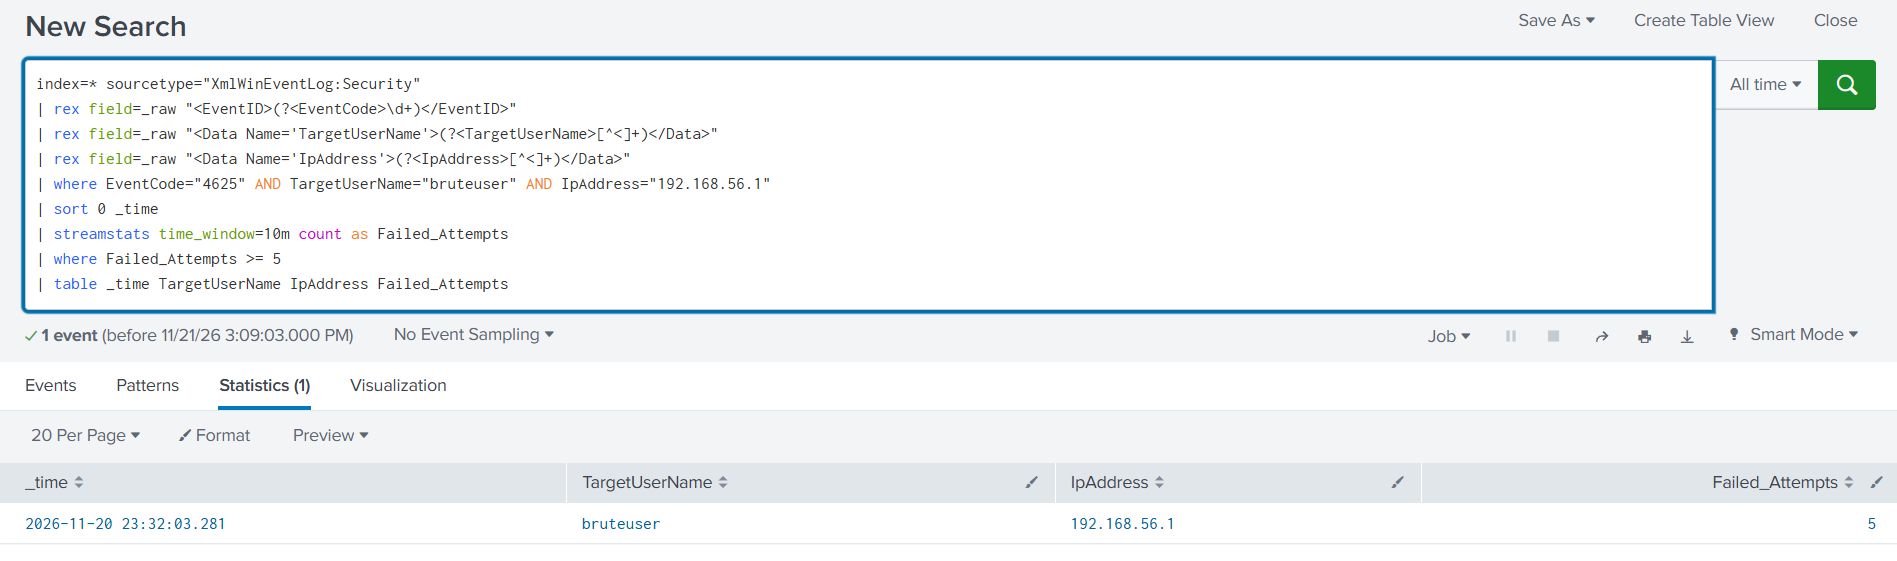 New Search
Save As Create Table View Close
index=* sourcetype="XmlWinEventLog:Security"
| rex field=_raw "<EventID>(?<EventCode>\d+)</EventID>"
| rex field=_raw "<Data Name='TargetUserName'>(?<TargetUserName>[^<]+)</Data>"
| rex field=_raw "<Data Name='IpAddress'>(?<IpAddress>[^<]+)</Data>"
| where EventCode="4625" AND TargetUserName="bruteuser" AND IpAddress="192.168.56.1"
| sort 0 _time
| streamstats time_window=10m count as Failed_Attempts
| where Failed_Attempts >= 5
| table _time TargetUserName IpAddress Failed_Attempts
All time
1 event (before 11/21/26 3:09:03.000 PM) No Event Sampling Job Smart Mode
Events Patterns Statistics (1) Visualization
20 Per Page Format Preview
_time TargetUserName IpAddress Failed_Attempts
2026-11-20 23:32:03.281 bruteuser 192.168.56.1 5